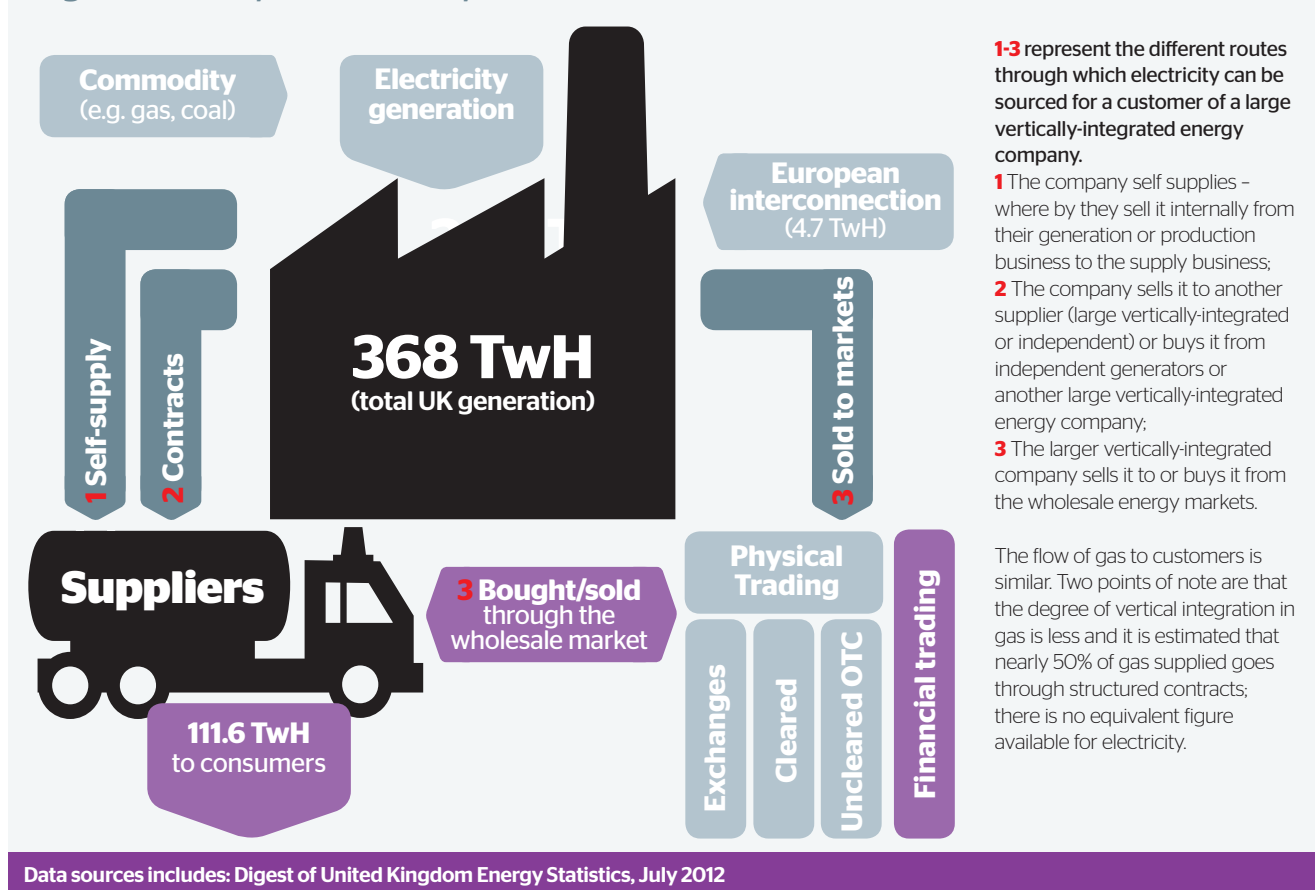 Commodity
(e.g. gas, coal)
Electricity
generation
European
interconnection
(4.7 TwH)
368 TwH
(total UK generation)
1 Self-supply
2 Contracts
3 Sold to markets
Suppliers
3 Bought/sold
through the
wholesale market
111.6 TwH
to consumers
Physical
Trading
Exchanges
Cleared
Uncleared OTC
Financial trading
1-3 represent the different routes
through which electricity can be
sourced for a customer of a large
vertically-integrated energy
company.
1 The company self supplies –
where by they sell it internally from
their generation or production
business to the supply business;
2 The company sells it to another
supplier (large vertically-integrated
or independent) or buys it from
independent generators or
another large vertically-integrated
energy company;
3 The larger vertically-integrated
company sells it to or buys it from
the wholesale energy markets.
The flow of gas to customers is
similar. Two points of note are that
the degree of vertical integration in
gas is less and it is estimated that
nearly 50% of gas supplied goes
through structured contracts;
there is no equivalent figure
available for electricity.
Data sources includes: Digest of United Kingdom Energy Statistics, July 2012